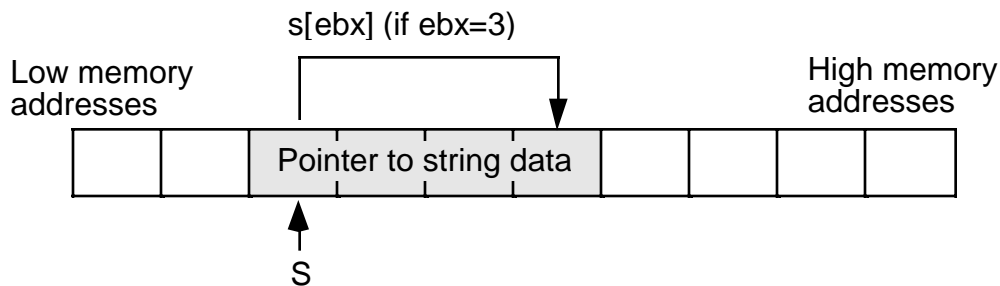 s[ebx] (if ebx=3)
Low memory
addresses
High memory
addresses
Pointer to string data
S